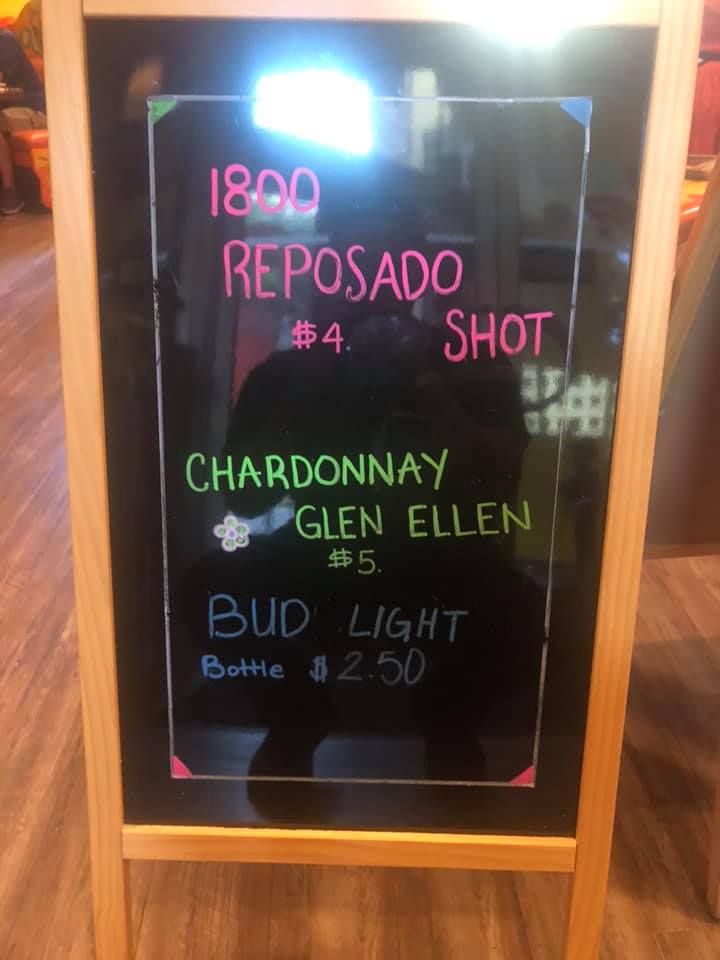 1800
REPOSADO
$4. SHOT
CHARDONNAY
GLEN ELLEN
$5.
BUD LIGHT
Bottle $2.50